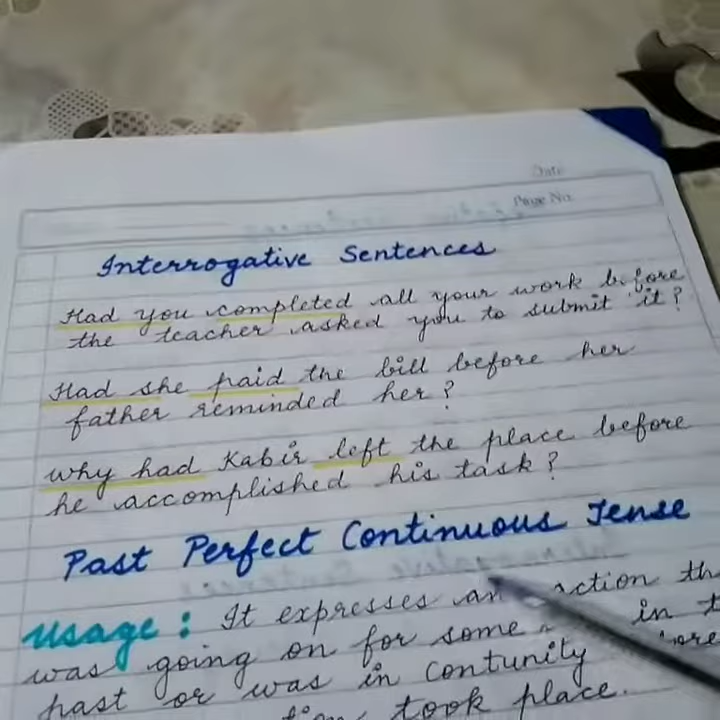 Date
Page No.
Interrogative Sentences
Had you completed all your work before
the teacher asked you to submit it?
Had she paid the bill before her
father reminded her?
why had Kabir left the place before
he accomplished his task?
Past Perfect Continuous Tense
Usage: It expresses an action
was going on for some in
past or was in contunity
took place.